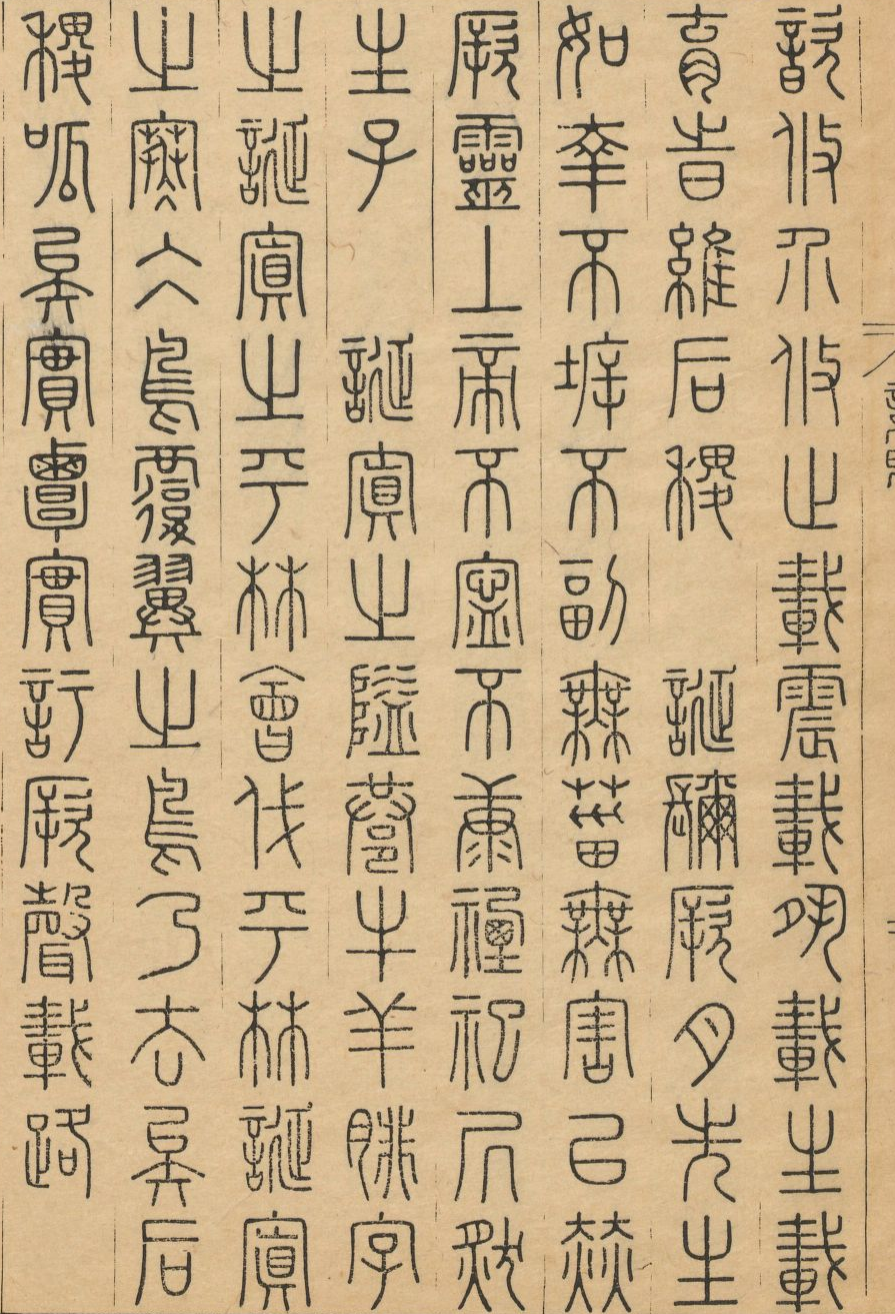 歆攸介攸止載震載夙載生載
育旹維后稷 誕彌厥月先生
如羍不坼不副無菑無害以赫
厥靈上帝不寧不康禋祀凥然
生子 誕寘之隘巷牛羊腓字
之誕寘之平林會伐平林誕寘
之寒冰鳥覆翼之鳥乃去矣后
稷呱矣實覃實訏厥聲載路